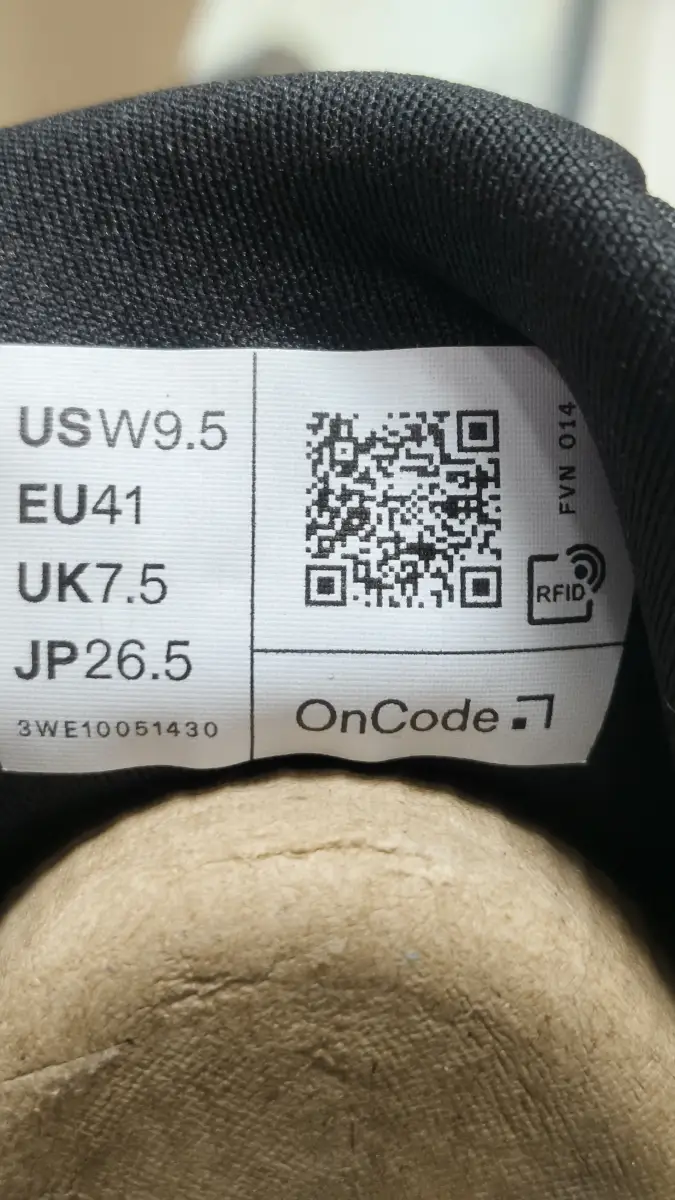 USW9.5
EU41
UK7.5
JP26.5
3WE10051430
FVN 014
RFID
OnCode